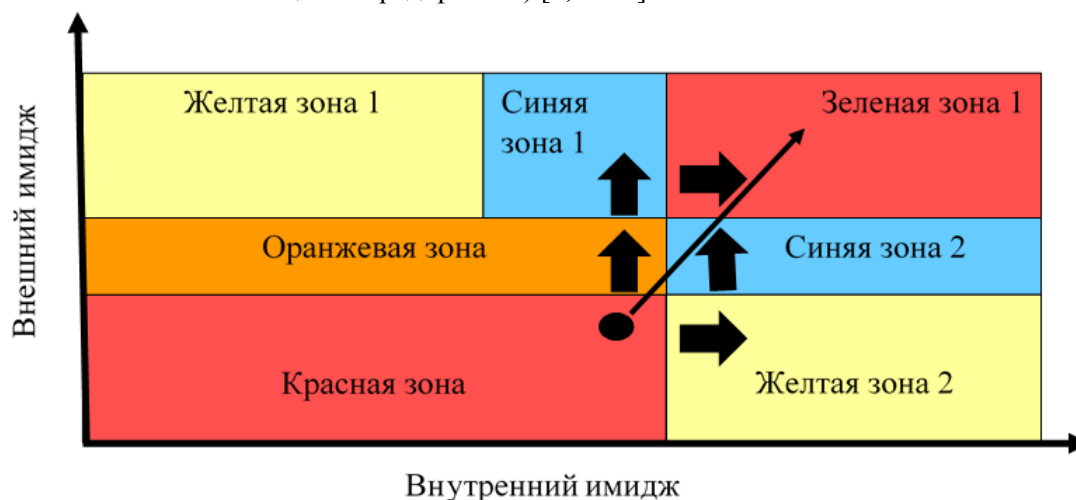 Внешний имидж
Желтая зона 1
Синяя
зона 1
Зеленая зона 1
Оранжевая зона
Синяя зона 2
Красная зона
Желтая зона 2
Внутренний имидж